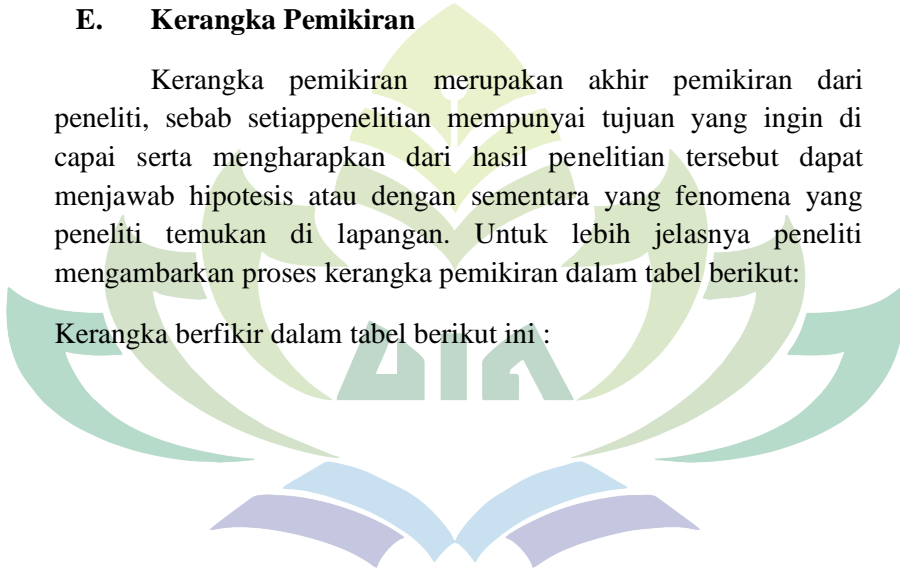 E. Kerangka Pemikiran
Kerangka pemikiran merupakan akhir pemikiran dari
peneliti, sebab setiappenelitian mempunyai tujuan yang ingin di
capai serta mengharapkan dari hasil penelitian tersebut dapat
menjawab hipotesis atau dengan sementara yang fenomena yang
peneliti temukan di lapangan. Untuk lebih jelasnya peneliti
mengambarkan proses kerangka pemikiran dalam tabel berikut:
Kerangka berfikir dalam tabel berikut ini :